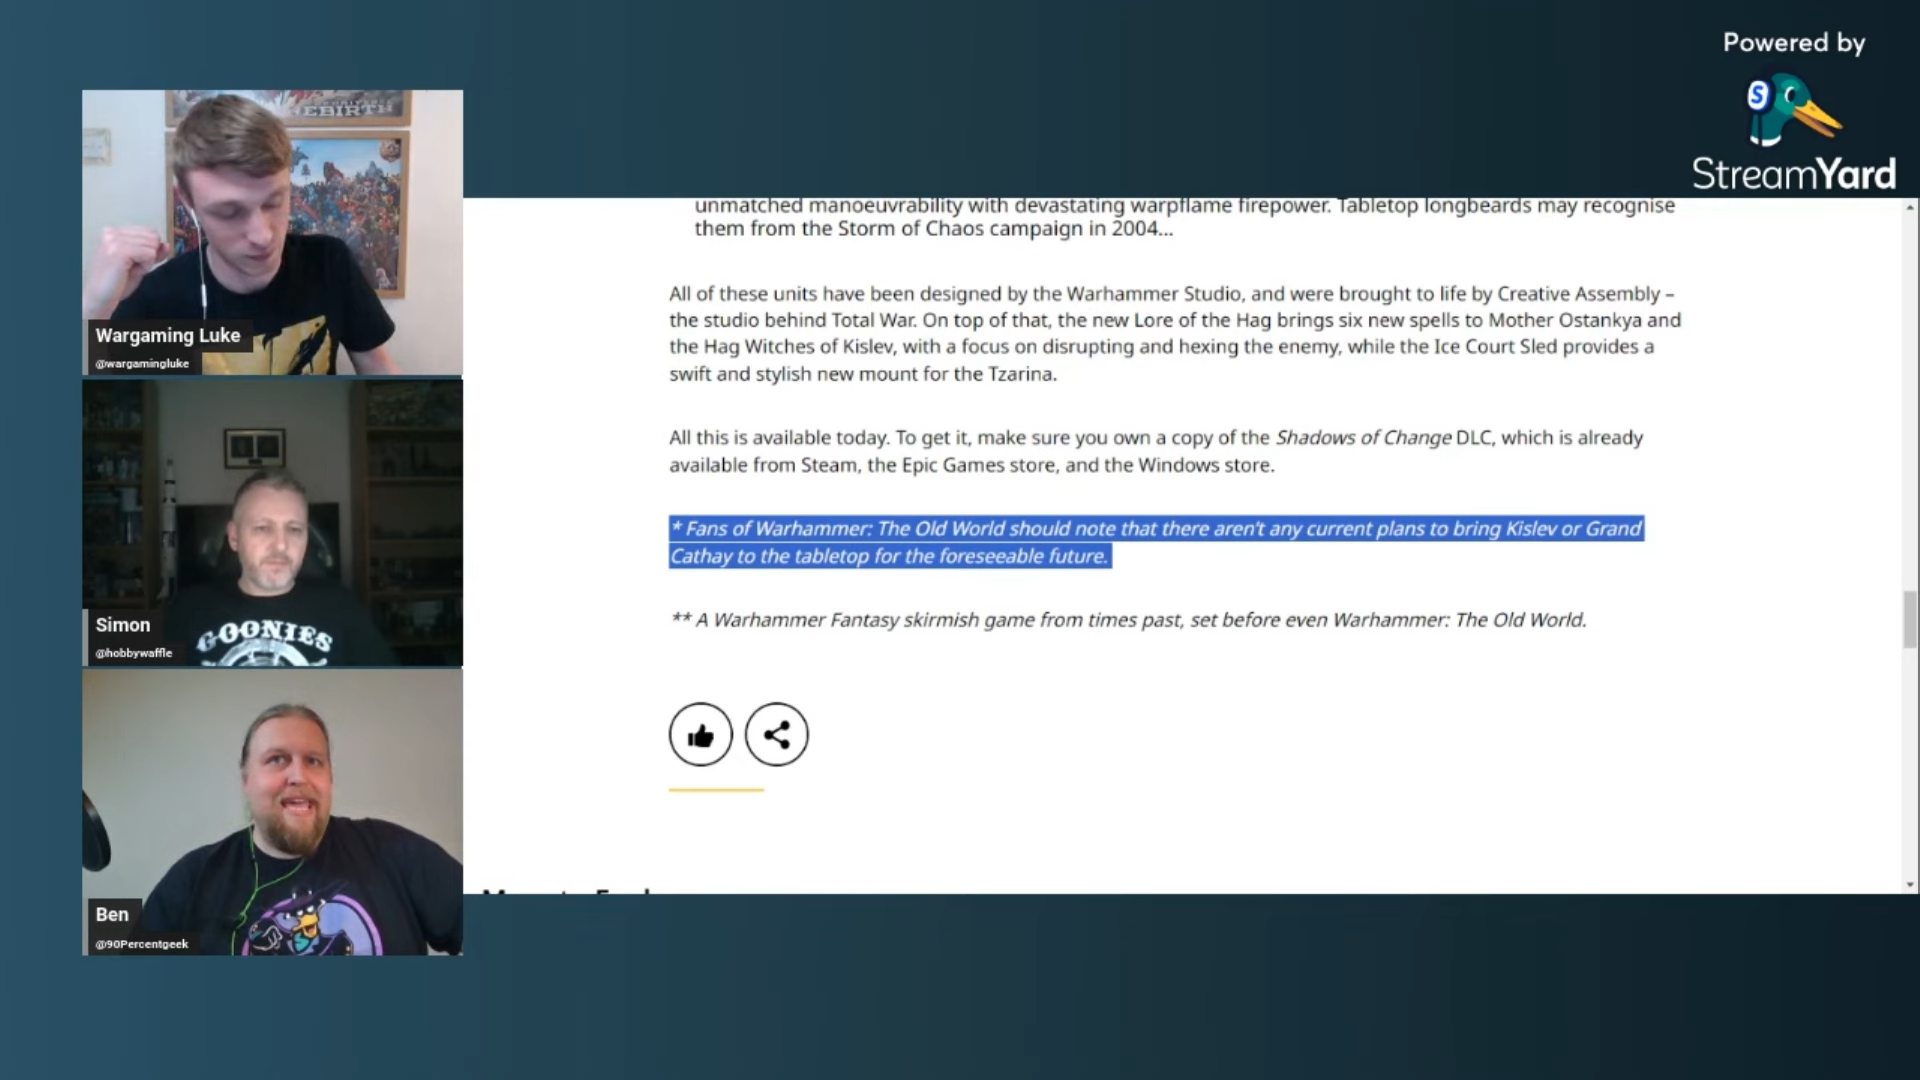 Powered by
StreamYard
REBIRTH
Wargaming Luke
@wargamingluke
GOONIES
Simon
@hobbywaffle
Ben
@90Percentgeek
unmatched manoeuvrability with devastating warpflame firepower. Tabletop longbeards may recognise
them from the Storm of Chaos campaign in 2004...
All of these units have been designed by the Warhammer Studio, and were brought to life by Creative Assembly –
the studio behind Total War. On top of that, the new Lore of the Hag brings six new spells to Mother Ostankya and
the Hag Witches of Kislev, with a focus on disrupting and hexing the enemy, while the Ice Court Sled provides a
swift and stylish new mount for the Tzarina.
All this is available today. To get it, make sure you own a copy of the Shadows of Change DLC, which is already
available from Steam, the Epic Games store, and the Windows store.
* Fans of Warhammer: The Old World should note that there aren't any current plans to bring Kislev or Grand
Cathay to the tabletop for the foreseeable future.
** A Warhammer Fantasy skirmish game from times past, set before even Warhammer: The Old World.